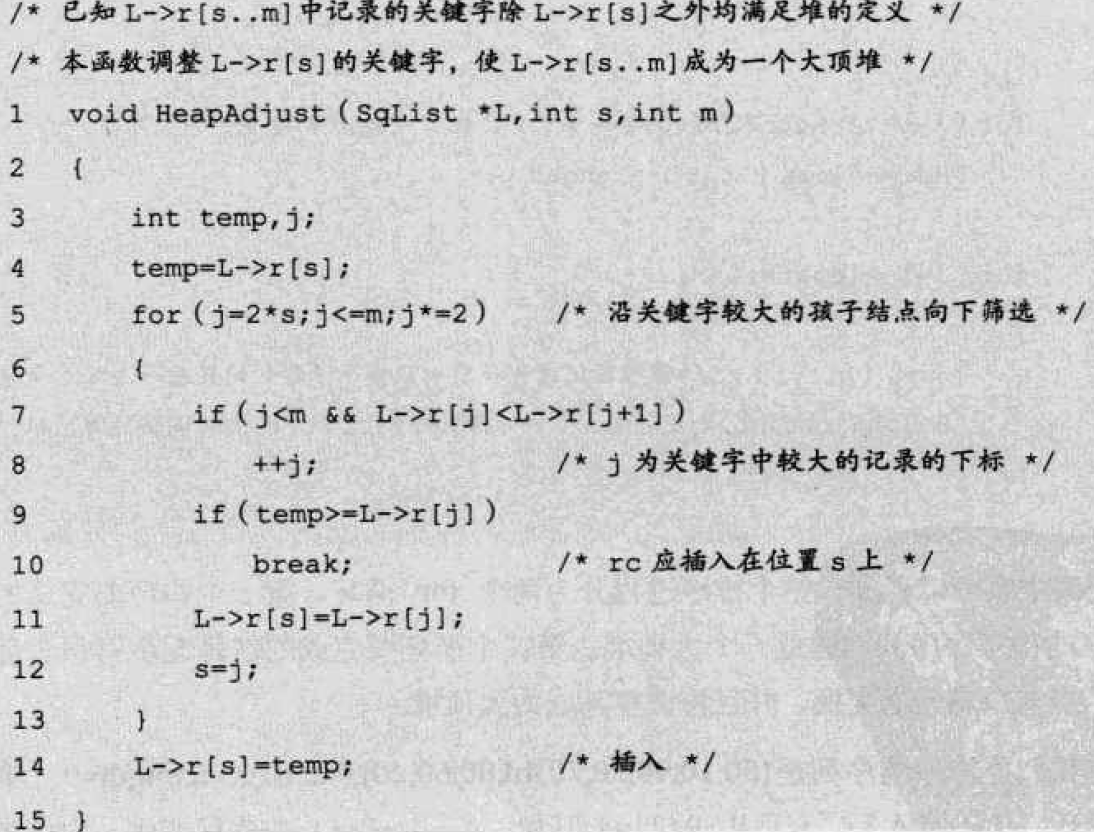 /* 已知 L->r[s..m]中记录的关键字除 L->r[s]之外均满足堆的定义 */
/* 本函数调整 L->r[s]的关键字，使 L->r[s..m]成为一个大顶堆 */
1 void HeapAdjust(SqList *L,int s,int m)
2 {
3 int temp,j;
4 temp=L->r[s];
5 for(j=2*s;j<=m;j*=2) /* 沿关键字较大的孩子结点向下筛选 */
6 {
7 if(j<m && L->r[j]<L->r[j+1])
8 ++j; /* j 为关键字中较大的记录的下标 */
9 if(temp>=L->r[j])
10 break; /* rc 应插入在位置 s 上 */
11 L->r[s]=L->r[j];
12 s=j;
13 }
14 L->r[s]=temp; /* 插入 */
15 }